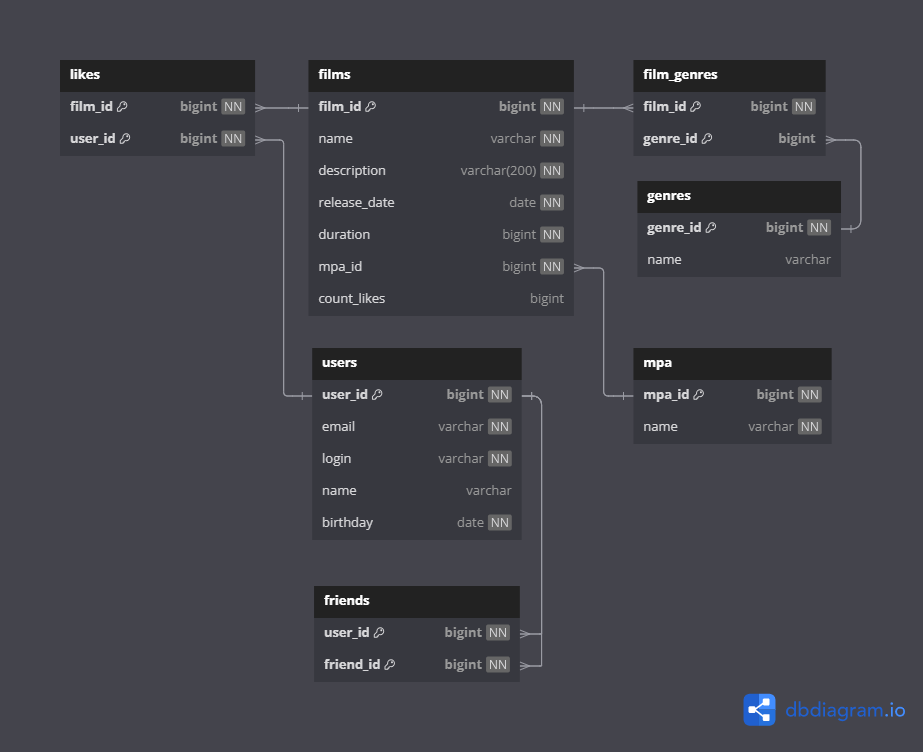 likes
film_id bigint NN
user_id bigint NN
films
film_id bigint NN
name varchar NN
description varchar(200) NN
release_date date NN
duration bigint NN
mpa_id bigint NN
count_likes bigint
film_genres
film_id bigint NN
genre_id bigint
genres
genre_id bigint NN
name varchar
users
user_id bigint NN
email varchar NN
login varchar NN
name varchar
birthday date NN
mpa
mpa_id bigint NN
name varchar NN
friends
user_id bigint NN
friend_id bigint NN
dbdiagram.io